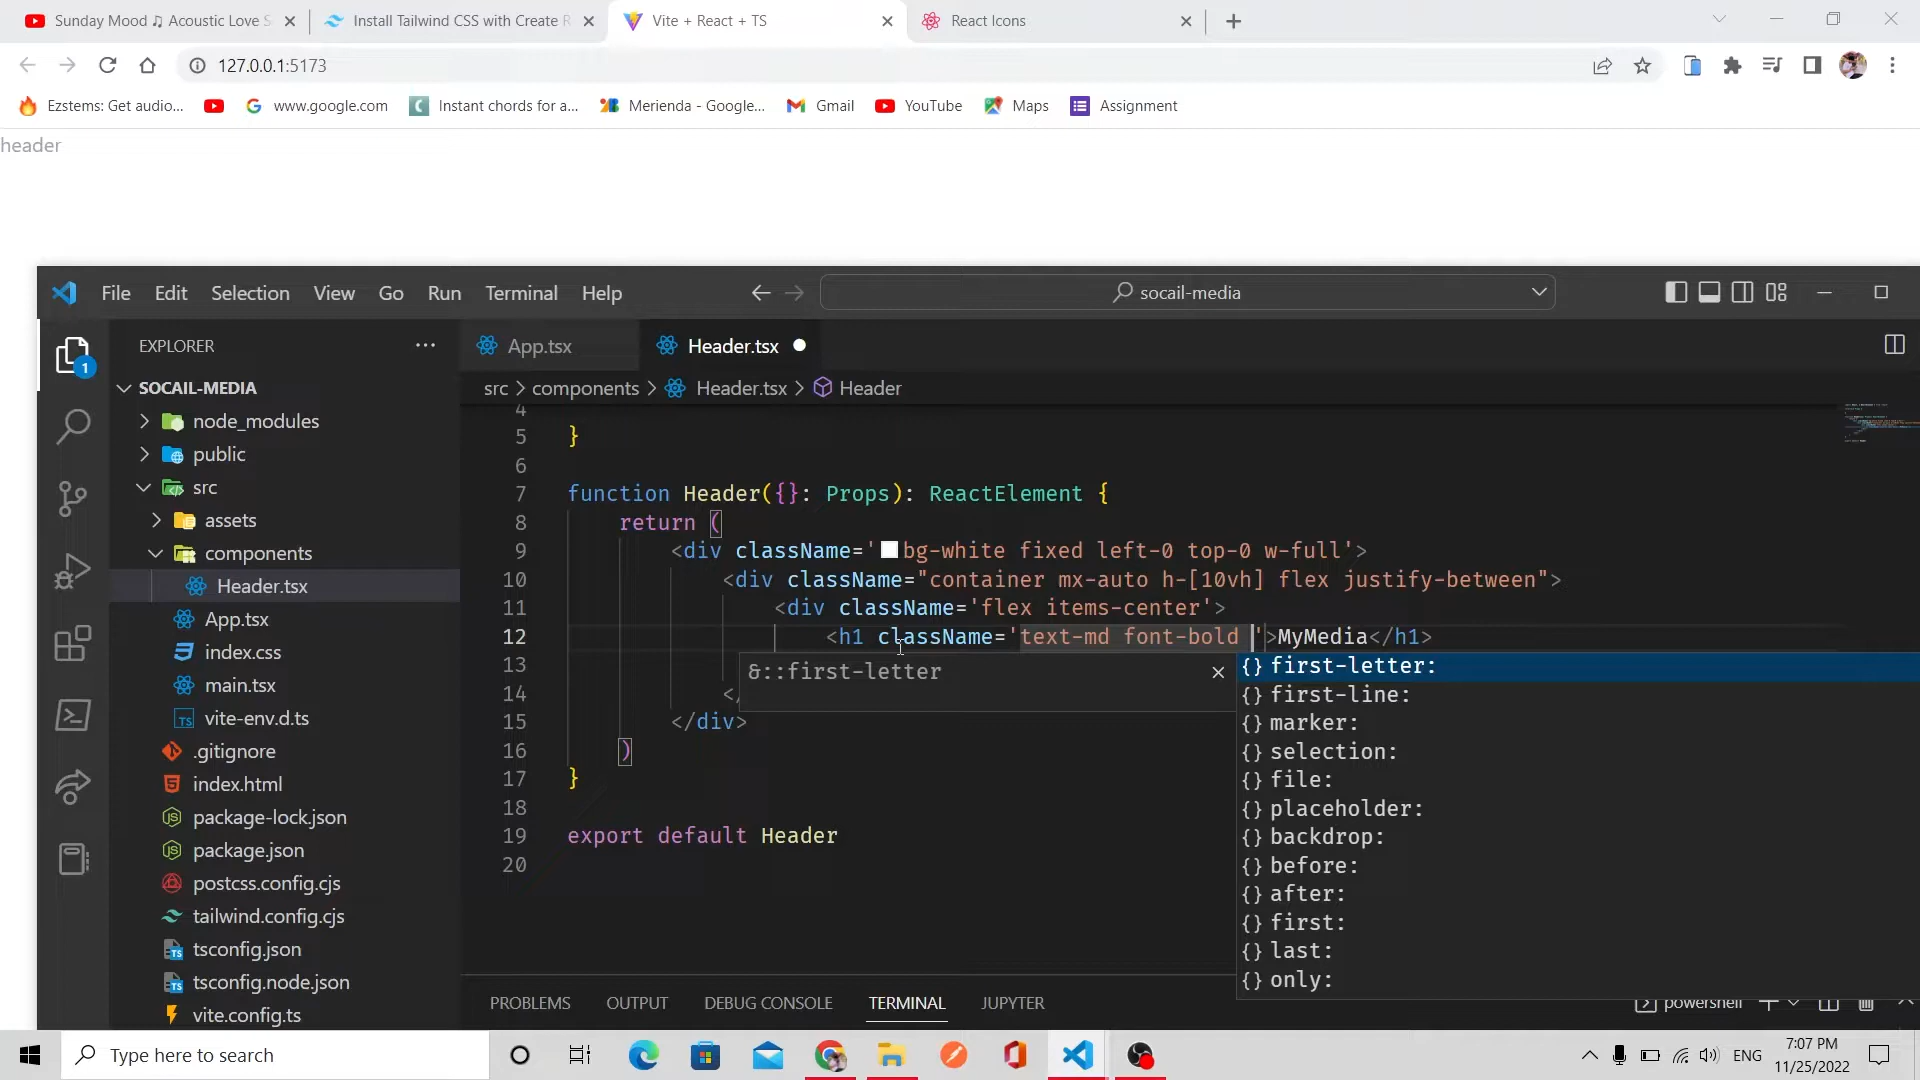 Sunday Mood ♫ Acoustic Love S
Install Tailwind CSS with Create R
Vite + React + TS
React Icons
127.0.0.1:5173
Ezstems: Get audio...
www.google.com
Instant chords for a...
Merienda - Google...
Gmail
YouTube
Maps
Assignment
header
File Edit Selection View Go Run Terminal Help
socail-media
EXPLORER
App.tsx
Header.tsx
1
SOCAIL-MEDIA
src > components > Header.tsx > Header
node_modules
public
src
assets
components
Header.tsx
App.tsx
index.css
main.tsx
vite-env.d.ts
.gitignore
index.html
package-lock.json
package.json
postcss.config.cjs
tailwind.config.cjs
tsconfig.json
tsconfig.node.json
vite.config.ts
4
5 }
6
7 function Header({}: Props): ReactElement {
8 return (
9 <div className='bg-white fixed left-0 top-0 w-full'>
10 <div className="container mx-auto h-[10vh] flex justify-between">
11 <div className='flex items-center'>
12 <h1 className='text-md font-bold '>MyMedia</h1>
13
14 </
15 </div>
16 )
17 }
18
19 export default Header
20
&::first-letter
{} first-letter:
{} first-line:
{} marker:
{} selection:
{} file:
{} placeholder:
{} backdrop:
{} before:
{} after:
{} first:
{} last:
{} only:
PROBLEMS OUTPUT DEBUG CONSOLE TERMINAL JUPYTER
powershell
Type here to search
ENG
7:07 PM
11/25/2022